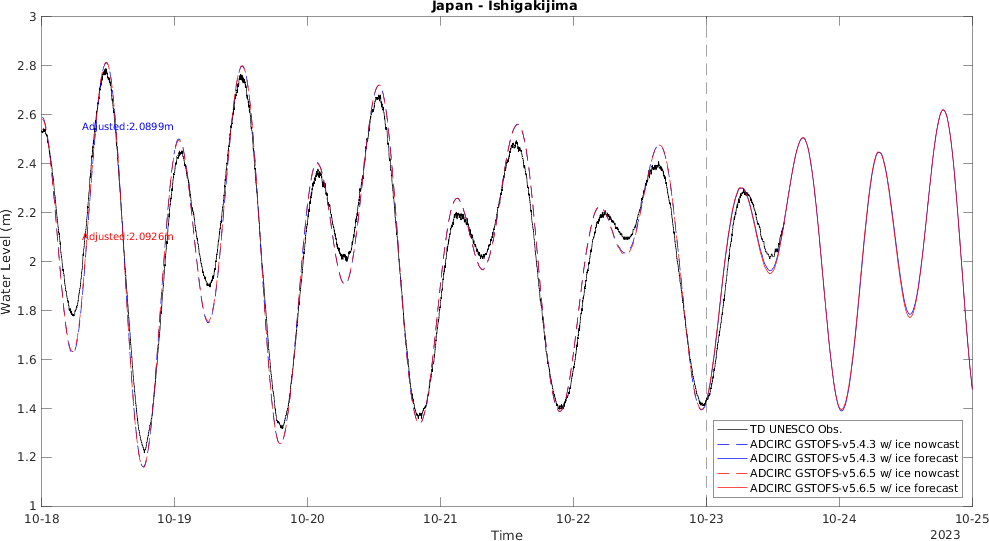 Japan - Ishigakijima
3
2.8
2.6
2.4
2.2
2
1.8
1.6
1.4
1.2
1
Water Level (m)
Adjusted:2.0899m
Adjusted:2.0926m
TD UNESCO Obs.
ADCIRC GSTOFS-v5.4.3 w/ ice nowcast
ADCIRC GSTOFS-v5.4.3 w/ ice forecast
ADCIRC GSTOFS-v5.6.5 w/ ice nowcast
ADCIRC GSTOFS-v5.6.5 w/ ice forecast
10-18 10-19 10-20 10-21 10-22 10-23 10-24 10-25
Time
2023